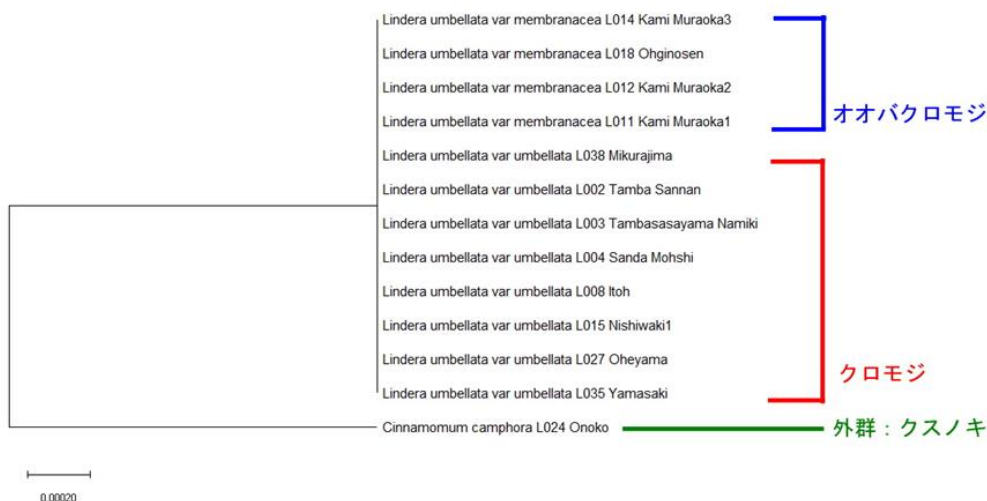 Lindera umbellata var membranacea L014 Kami Muraoka3
Lindera umbellata var membranacea L018 Ohginosen
Lindera umbellata var membranacea L012 Kami Muraoka2
Lindera umbellata var membranacea L011 Kami Muraoka1
オオバクロモジ
Lindera umbellata var umbellata L038 Mikurajima
Lindera umbellata var umbellata L002 Tamba Sannan
Lindera umbellata var umbellata L003 Tambasasayama Namiki
Lindera umbellata var umbellata L004 Sanda Mohshi
Lindera umbellata var umbellata L008 Itoh
Lindera umbellata var umbellata L015 Nishiwaki1
Lindera umbellata var umbellata L027 Oheyama
Lindera umbellata var umbellata L035 Yamasaki
クロモジ
Cinnamomum camphora L024 Onoko
外群：クスノキ
0.00020